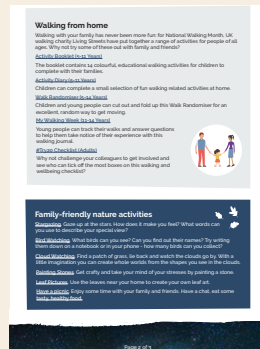 Walking from home
Walking with your family has never been more fun for National Walking Month. UK
walking charity Living Streets have put together a range of activities for people of all
ages. Why not try some of these out with family and friends?
Activity Booklet (5-11 Years)
The booklet contains 14 colourful, educational walking activities for children to
complete with their families.
Activity Diary (5-11 Years)
Children can complete a small selection of fun walking related activities at home.
Walk Randomiser (5-14 Years)
Children and young people can cut out and fold up this Walk Randomiser for an
excellent, random way to get moving.
My Walking Week (11-14 Years)
Young people can track their walks and answer questions
to help them take notice of their experience with this
walking journal.
#Try20 Checklist (Adults)
Why not challenge your colleagues to get involved and
see who can tick off the most boxes on this walking and
wellbeing checklist?
Family-friendly nature activities
Stargazing. Gaze up at the stars. How does it make you feel? What words can
you use to describe your special view?
Bird Watching. What birds can you see? Can you find out their names? Try writing
them down on a notebook or in your phone - how many birds can you collect?
Cloud Watching. Find a patch of grass, lie back and watch the clouds go by. With a
little imagination you can create whole worlds from the shapes you see in the clouds.
Painting Stones. Get crafty and take your mind of your stresses by painting a stone.
Leaf Pictures. Use the leaves near your home to create your own leaf art.
Have a picnic. Enjoy some time with your family and friends. Have a chat, eat some
tasty, healthy food.
Page 2 of 3